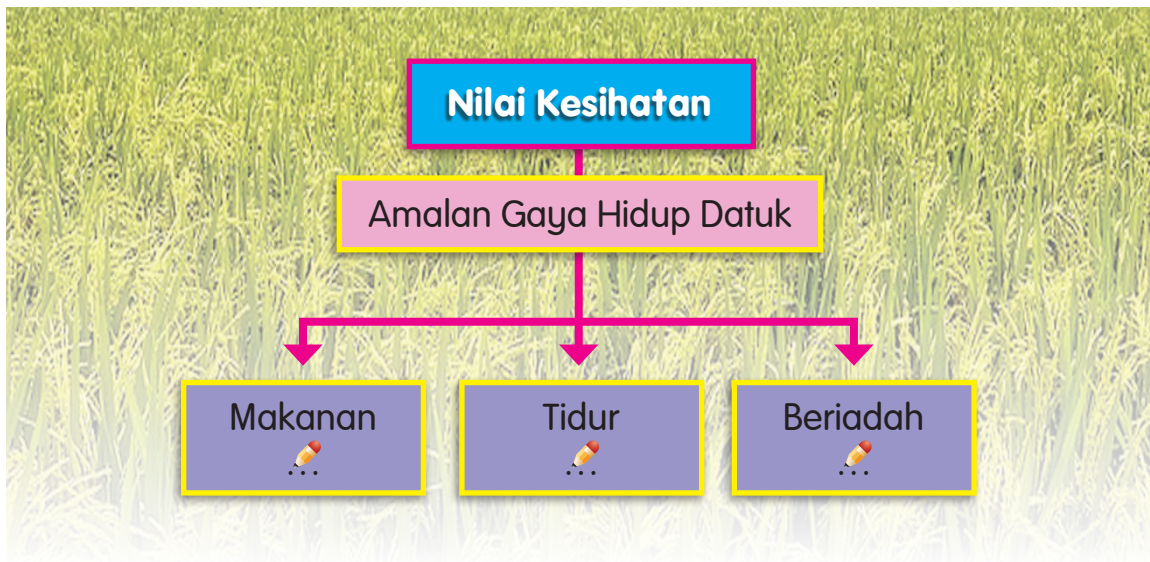 Nilai Kesihatan
Amalan Gaya Hidup Datuk
Makanan
...
Tidur
...
Beriadah
...